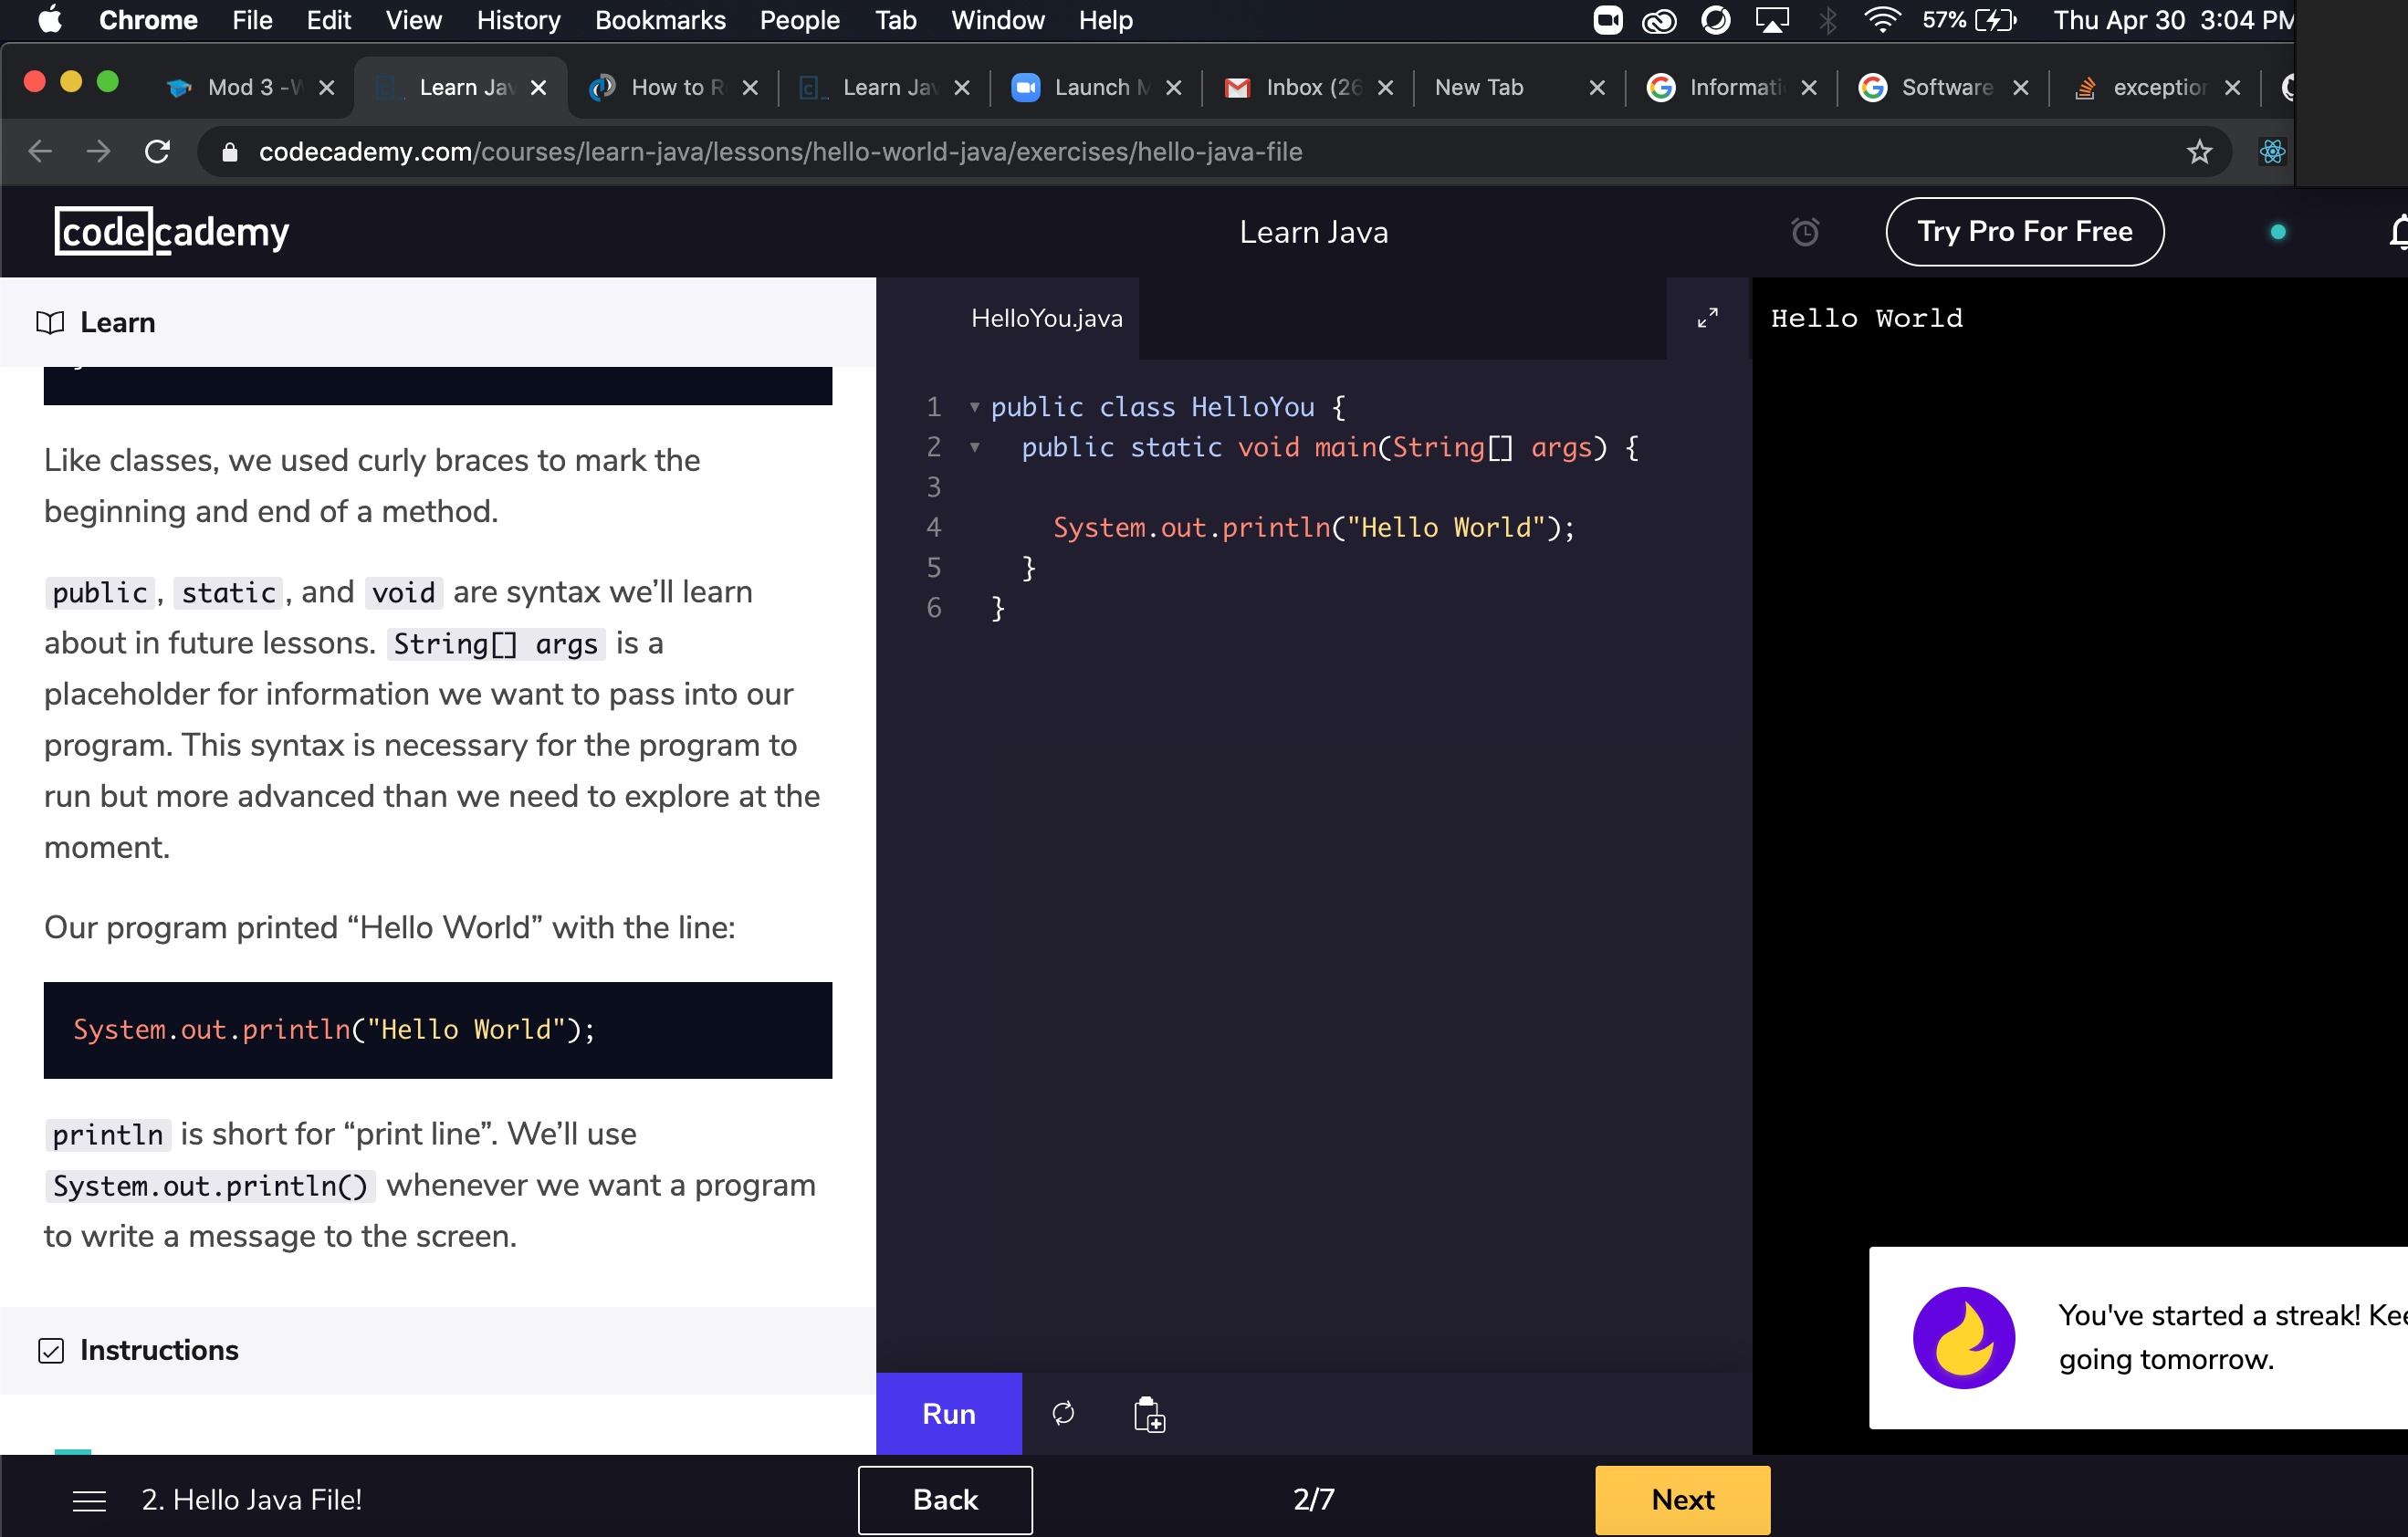 Chrome File Edit View History Bookmarks People Tab Window Help 57% Thu Apr 30 3:04 PM
Mod 3 - Learn Jav How to R Learn Jav Launch M Inbox (26 New Tab Informati Software exception
codecademy.com/courses/learn-java/lessons/hello-world-java/exercises/hello-java-file
codecademy
Learn Java
Try Pro For Free
Learn
Like classes, we used curly braces to mark the
beginning and end of a method.
public, static, and void are syntax we’ll learn
about in future lessons. String[] args is a
placeholder for information we want to pass into our
program. This syntax is necessary for the program to
run but more advanced than we need to explore at the
moment.
Our program printed “Hello World” with the line:
System.out.println("Hello World");
println is short for “print line”. We’ll use
System.out.println() whenever we want a program
to write a message to the screen.
Instructions
HelloYou.java
1 public class HelloYou {
2 public static void main(String[] args) {
3
4 System.out.println("Hello World");
5 }
6 }
Run
Hello World
You've started a streak! Kee
going tomorrow.
2. Hello Java File!
Back
2/7
Next